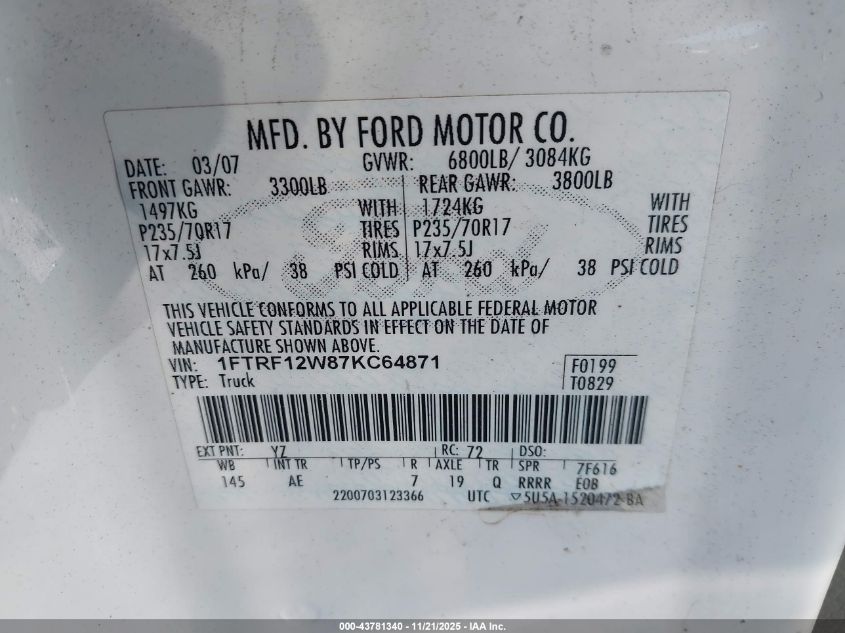 MFD. BY FORD MOTOR CO.
DATE: 03/07 GVWR: 6800LB/ 3084KG
FRONT GAWR: 3300LB REAR GAWR: 3800LB
1497KG WITH 1724KG WITH
P235/70R17 TIRES P235/70R17 TIRES
17x7.5J RIMS 17x7.5J RIMS
AT 260 kPa/ 38 PSI COLD AT 260 kPa/ 38 PSI COLD
THIS VEHICLE CONFORMS TO ALL APPLICABLE FEDERAL MOTOR
VEHICLE SAFETY STANDARDS IN EFFECT ON THE DATE OF
MANUFACTURE SHOWN ABOVE.
VIN: 1FTRF12W87KC64871 F0199
TYPE: Truck T0829
EXT PNT: YZ RC: 72 DSO:
WB INT TR TP/PS R AXLE TR SPR 7F616
145 AE 7 19 Q RRRR E0B
2200703123366 UTC ▽5U5A-1520472-BA
000-43781340 - 11/21/2025 - IAA Inc.